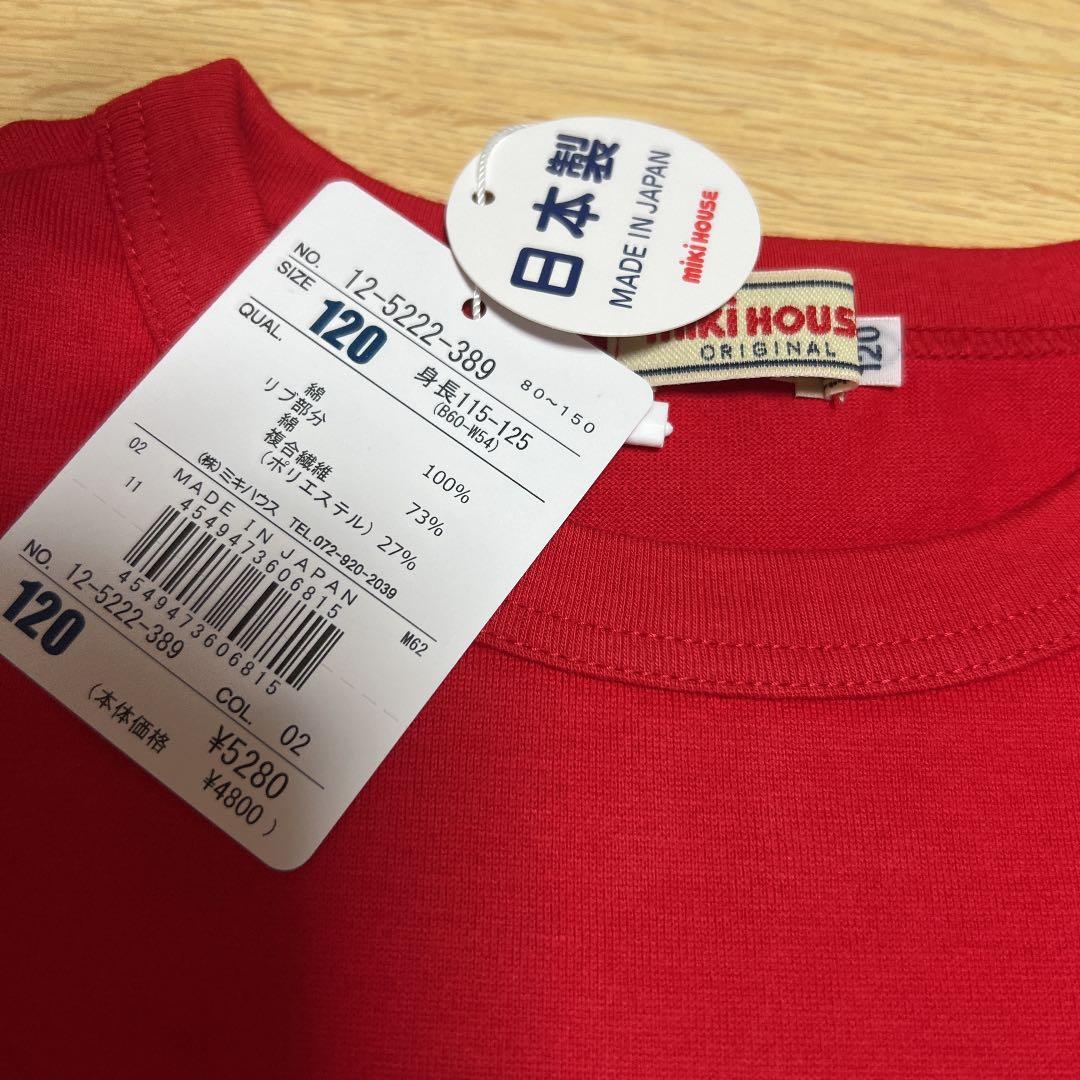 日本製
MADE IN JAPAN
miki HOUSE
miki HOUS
ORIGINAL
120
NO. 12-5222-389
SIZE 120 身長115-125 80~150
(B60-W54)
QUAL.
綿 100%
リブ部分
綿 73%
複合繊維
(ポリエステル) 27%
02
11
(株)ミキハウス TEL.072-920-2039
MADE IN JAPAN
4549473606815
4549473606815
M62
NO. 12-5222-389 COL. 02
120
¥5280
(本体価格 ¥4800)